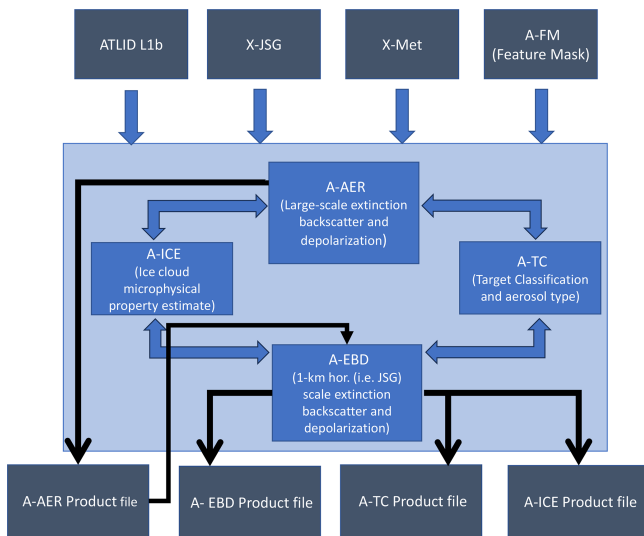 ATLID L1b
X-JSG
X-Met
A-FM
(Feature Mask)
A-AER
(Large-scale extinction
backscatter and
depolarization)
A-ICE
(Ice cloud
microphysical
property estimate)
A-TC
(Target Classification
and aerosol type)
A-EBD
(1-km hor. (i.e. JSG)
scale extinction
backscatter and
depolarization)
A-AER Product file
A- EBD Product file
A-TC Product file
A-ICE Product file